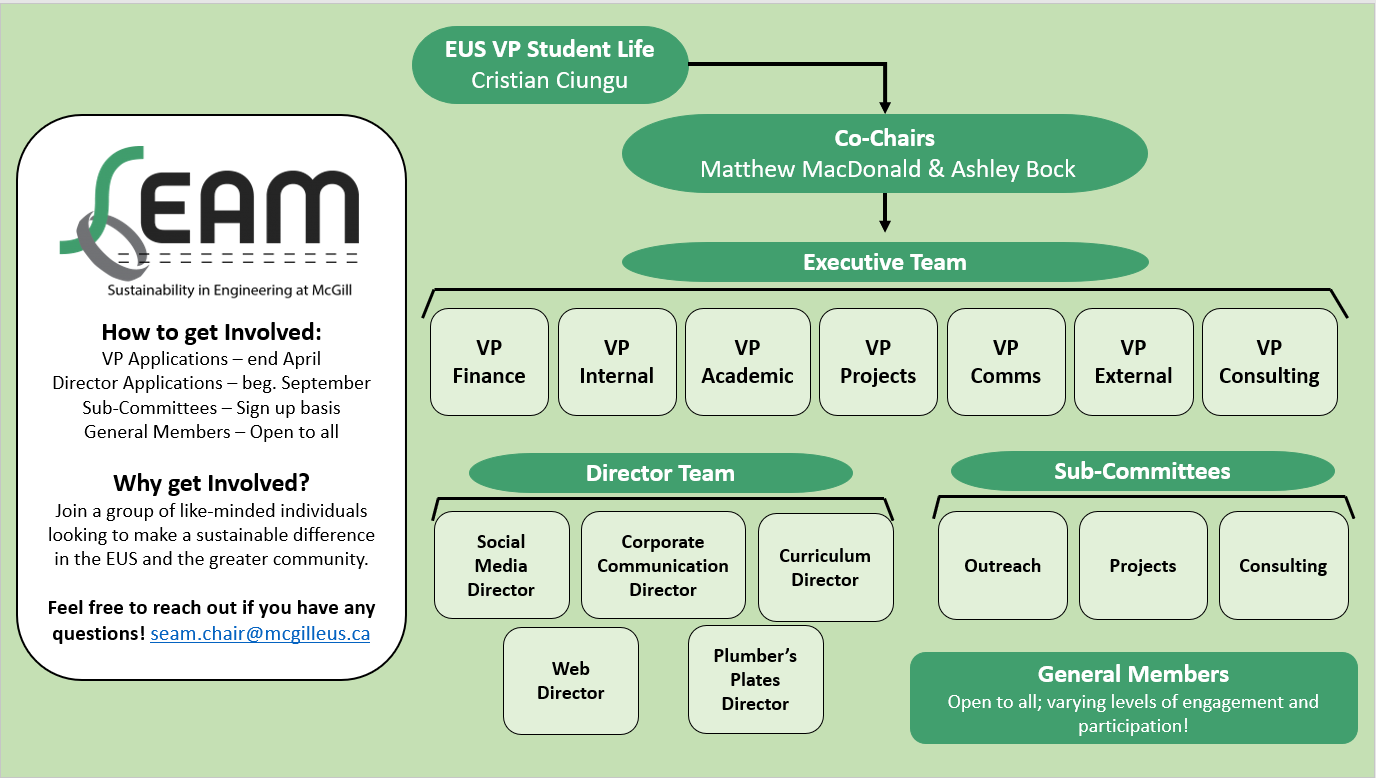 EUS VP Student Life
Cristian Ciungu
Co-Chairs
Matthew MacDonald & Ashley Bock
SEAM
Sustainability in Engineering at McGill
How to get Involved:
VP Applications – end April
Director Applications – beg. September
Sub-Committees – Sign up basis
General Members – Open to all
Why get Involved?
Join a group of like-minded individuals
looking to make a sustainable difference
in the EUS and the greater community.
Feel free to reach out if you have any
questions! seam.chair@mcgilleus.ca
Executive Team
VP
Finance
VP
Internal
VP
Academic
VP
Projects
VP
Comms
VP
External
VP
Consulting
Director Team
Social
Media
Director
Corporate
Communication
Director
Curriculum
Director
Web
Director
Plumber’s
Plates
Director
Sub-Committees
Outreach
Projects
Consulting
General Members
Open to all; varying levels of engagement and
participation!